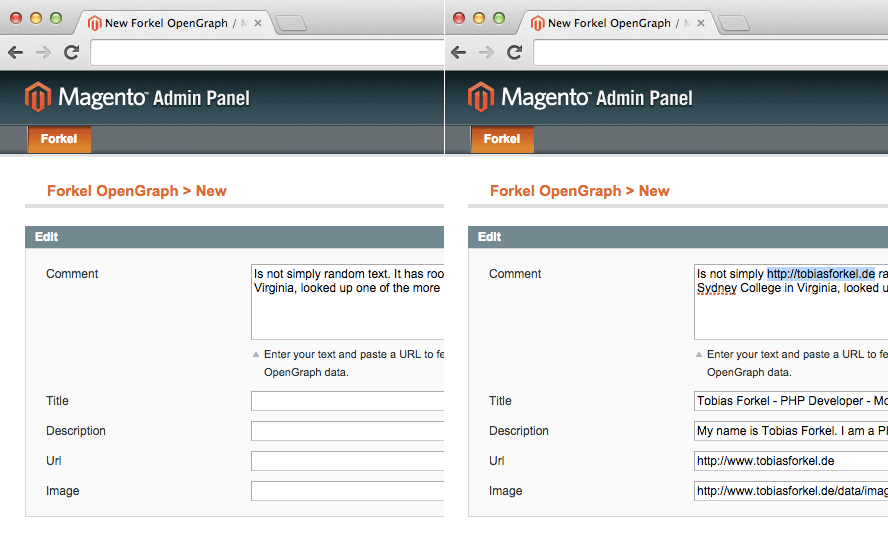 New Forkel OpenGraph / M
Magento™ Admin Panel
Forkel
Forkel OpenGraph > New
Edit
Comment
Is not simply random text. It has roo
Virginia, looked up one of the more
Enter your text and paste a URL to fe
OpenGraph data.
Title
Description
Url
Image
New Forkel OpenGraph / M
Magento™ Admin Panel
Forkel
Forkel OpenGraph > New
Edit
Comment
Is not simply http://tobiasforkel.de ra
Sydney College in Virginia, looked u
Enter your text and paste a URL to fe
OpenGraph data.
Title
Tobias Forkel - PHP Developer - Mo
Description
My name is Tobias Forkel. I am a PH
Url
http://www.tobiasforkel.de
Image
http://www.tobiasforkel.de/data/imag